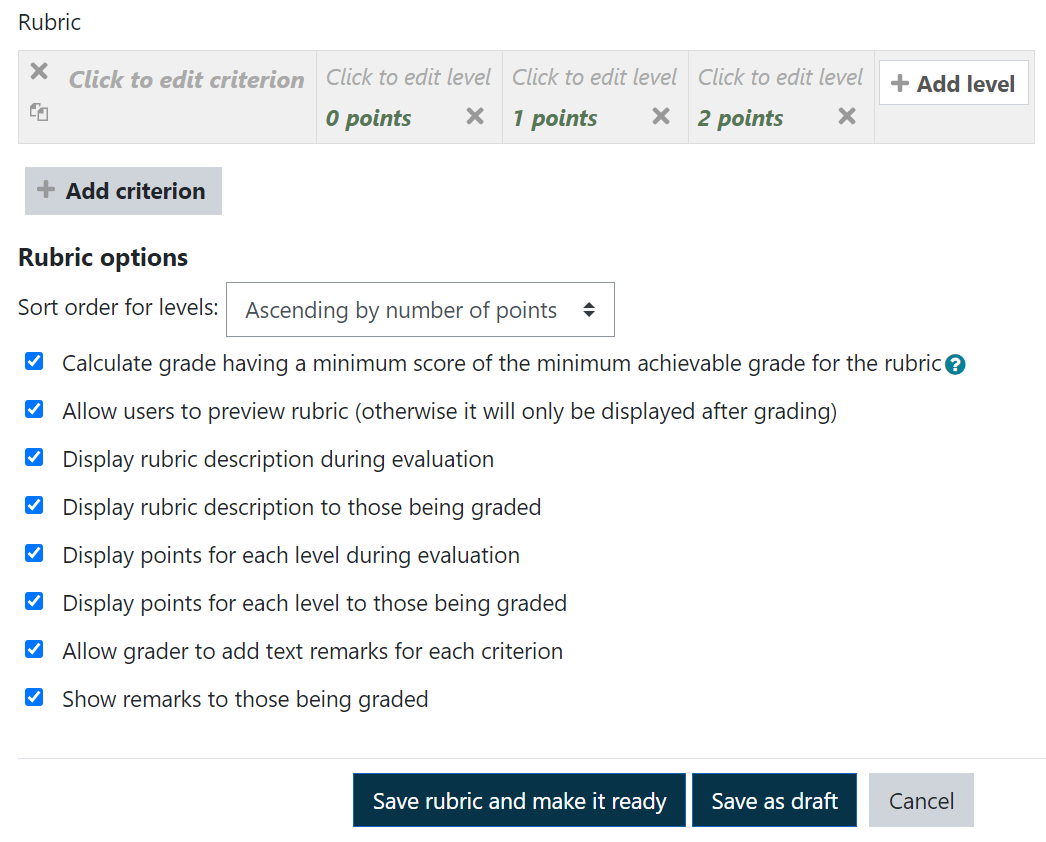 Rubric
Click to edit criterion
Click to edit level
0 points
Click to edit level
1 points
Click to edit level
2 points
Add level
Add criterion
Rubric options
Sort order for levels: Ascending by number of points
Calculate grade having a minimum score of the minimum achievable grade for the rubric ?
Allow users to preview rubric (otherwise it will only be displayed after grading)
Display rubric description during evaluation
Display rubric description to those being graded
Display points for each level during evaluation
Display points for each level to those being graded
Allow grader to add text remarks for each criterion
Show remarks to those being graded
Save rubric and make it ready Save as draft Cancel